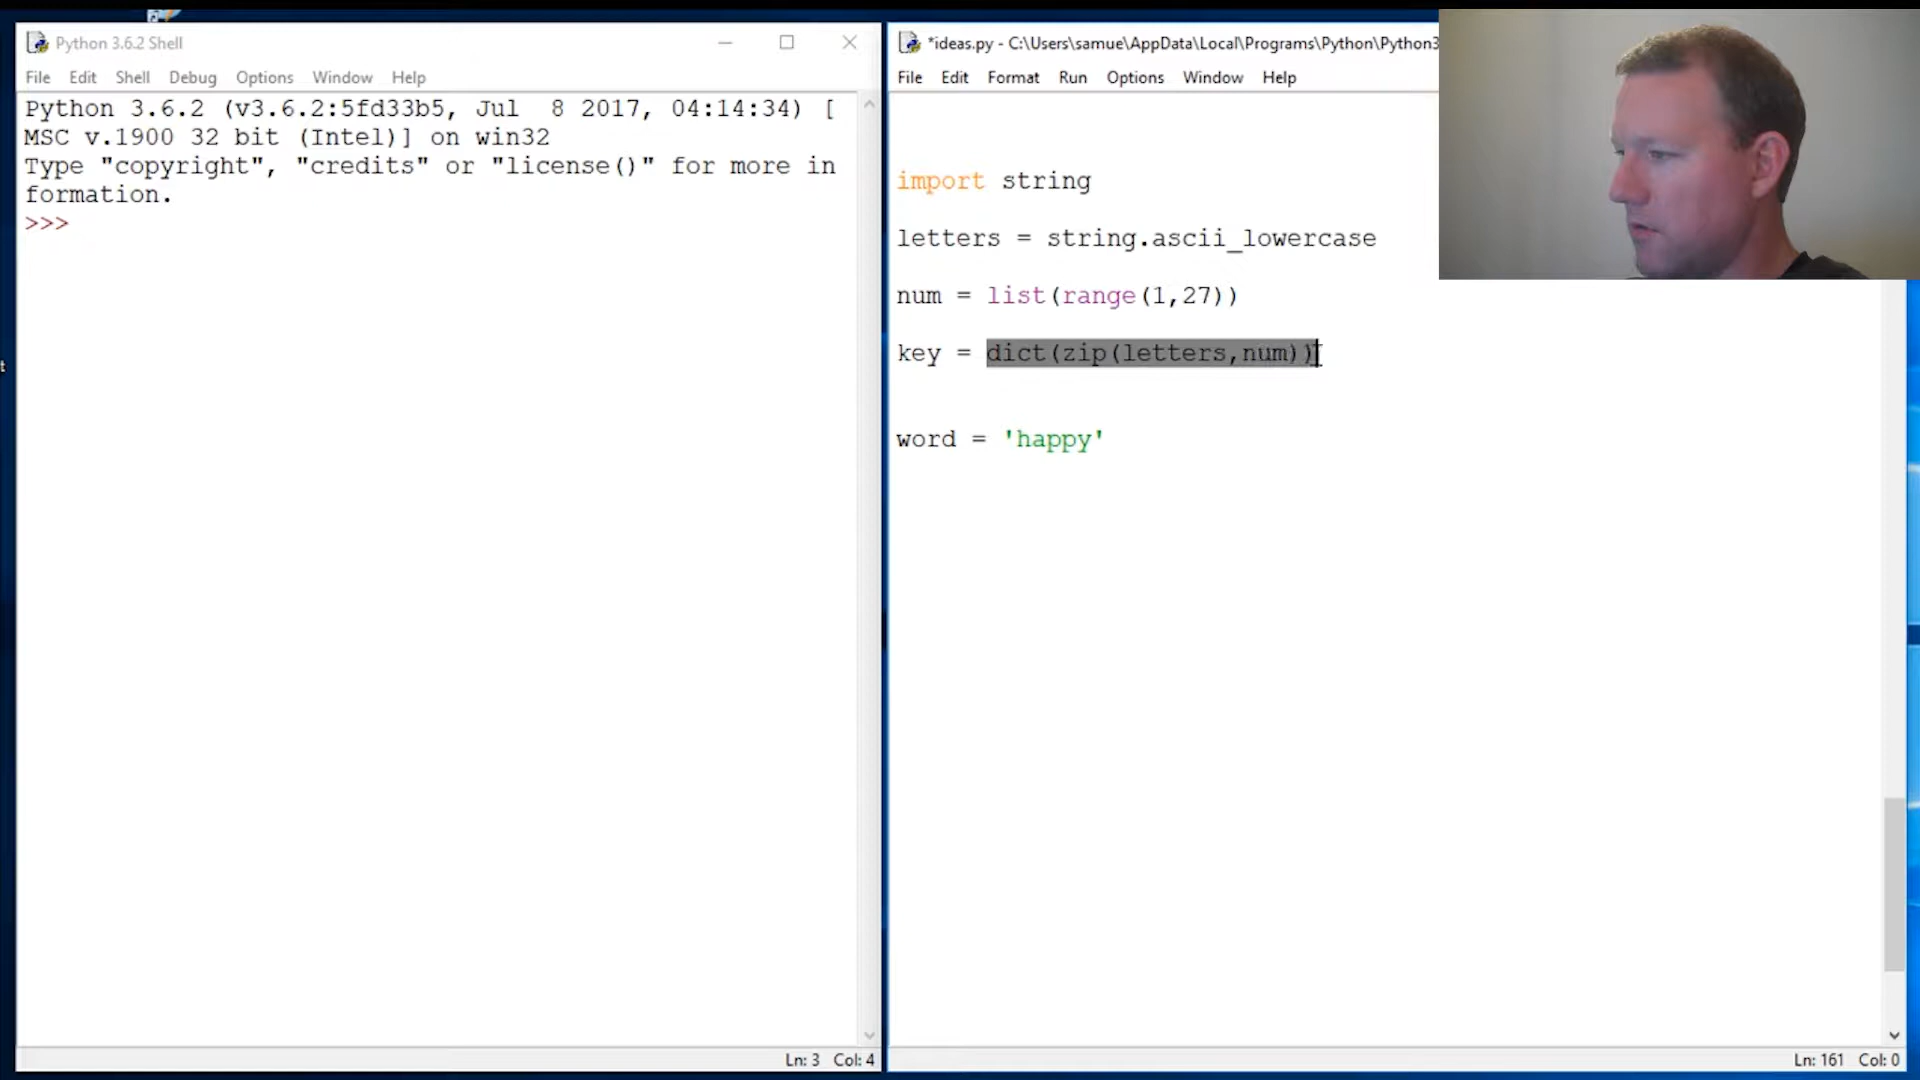 Python 3.6.2 Shell
File Edit Shell Debug Options Window Help
Python 3.6.2 (v3.6.2:5fd33b5, Jul  8 2017, 04:14:34) [
MSC v.1900 32 bit (Intel)] on win32
Type "copyright", "credits" or "license()" for more in
formation.
>>>
Ln: 3 Col: 4
*ideas.py - C:\Users\samue\AppData\Local\Programs\Python\Python3
File Edit Format Run Options Window Help
import string
letters = string.ascii_lowercase
num = list(range(1,27))
key = dict(zip(letters,num))
word = 'happy'
Ln: 161 Col: 0
t